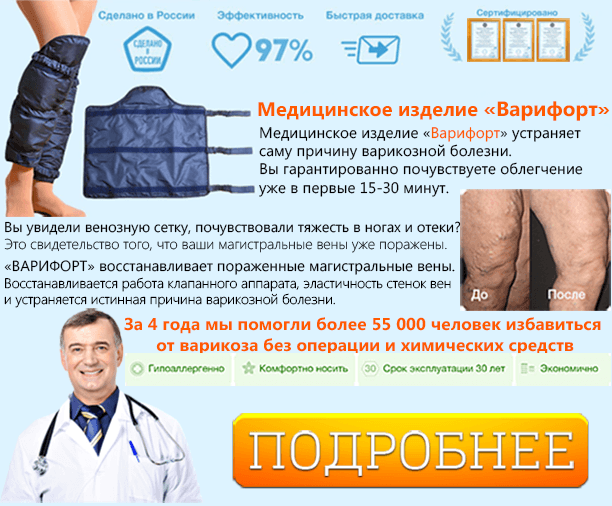 Сделано в России
Эффективность
Быстрая доставка
Сертифицировано
СДЕЛАНО В
РОССИИ
97%
Медицинское изделие «Варифорт»
Медицинское изделие «Варифорт» устраняет
саму причину варикозной болезни.
Вы гарантированно почувствуете облегчение
уже в первые 15-30 минут.
Вы увидели венозную сетку, почувствовали тяжесть в ногах и отеки?
Это свидетельство того, что ваши магистральные вены уже поражены.
«ВАРИФОРТ» восстанавливает пораженные магистральные вены.
Восстанавливается работа клапанного аппарата, эластичность стенок вен
и устраняется истинная причина варикозной болезни.
До
После
За 4 года мы помогли более 55 000 человек избавиться
от варикоза без операции и химических средств
Гипоаллергенно
Комфортно носить
30 Срок эксплуатации 30 лет
Экономично
ПОДРОБНЕЕ